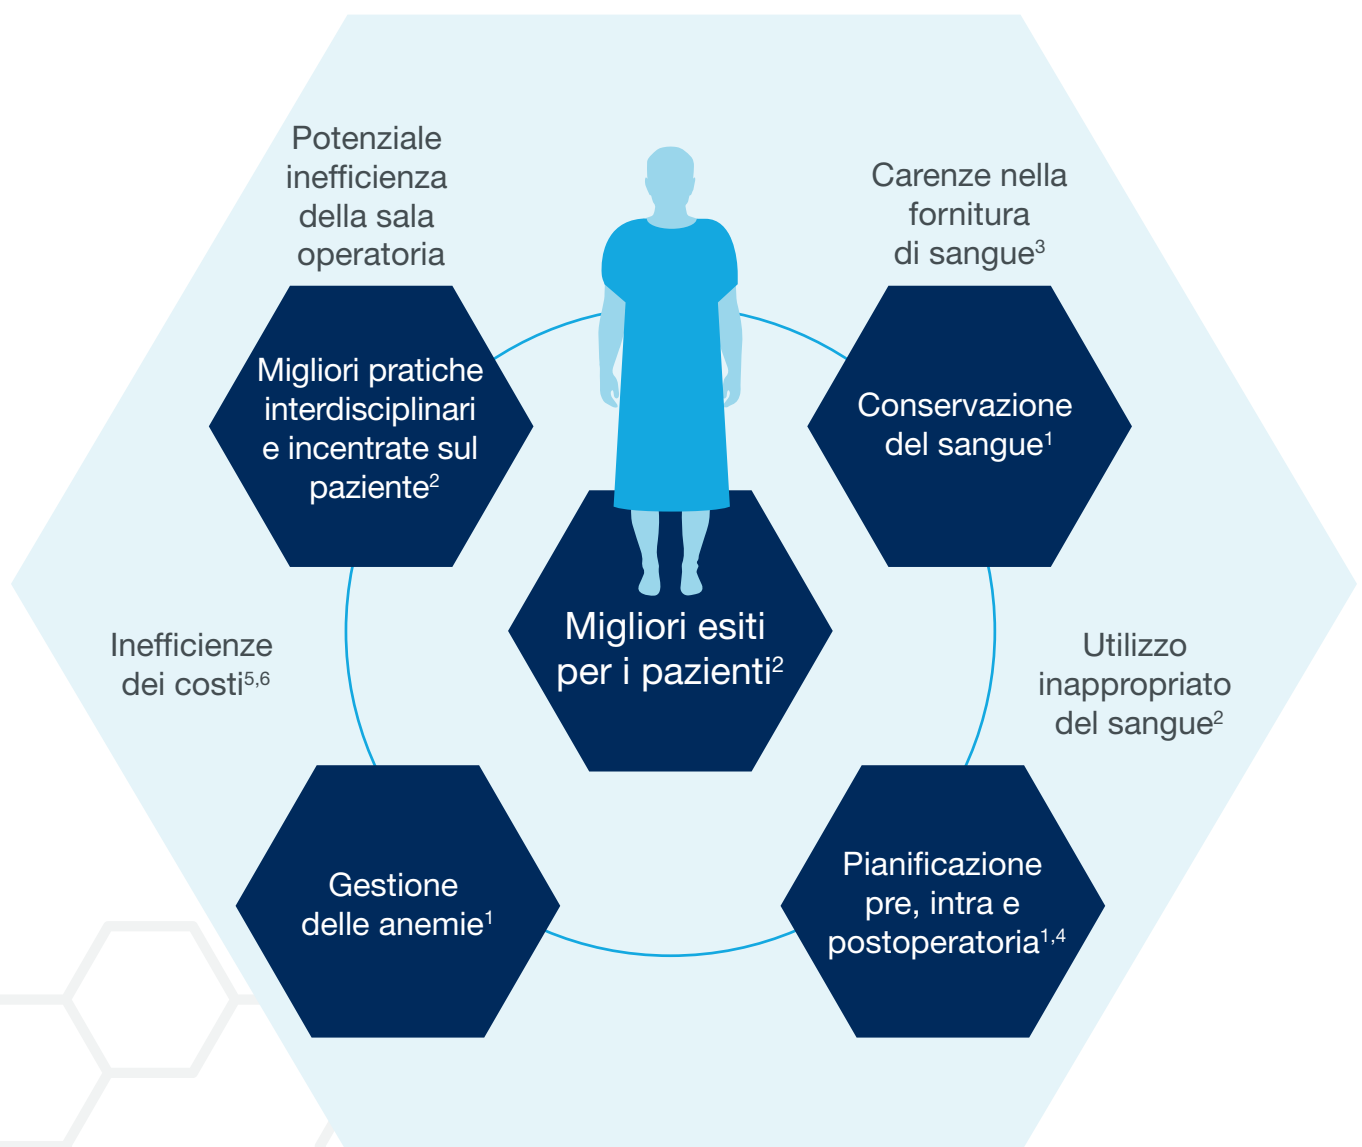 Potenziale
inefficienza
della sala
operatoria
Carenze nella
fornitura
di sangue³
Migliori pratiche
interdisciplinari
e incentrate sul
paziente²
Conservazione
del sangue¹
Migliori esiti
per i pazienti²
Inefficienze
dei costi⁵,⁶
Utilizzo
inappropriato
del sangue²
Gestione
delle anemie¹
Pianificazione
pre, intra e
postoperatoria¹,⁴